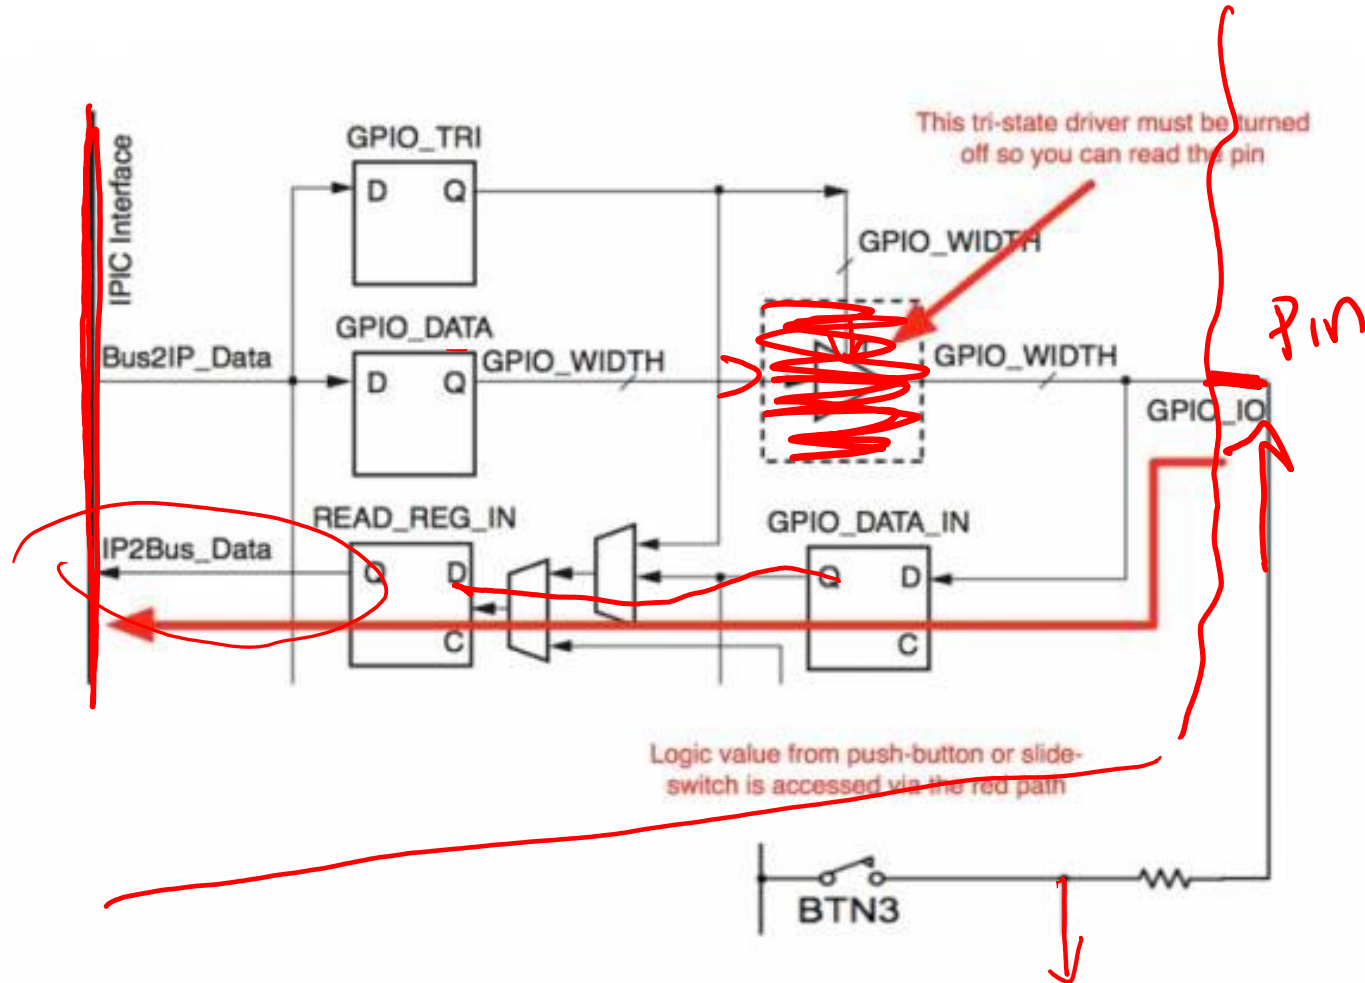 This tri-state driver must be turned
off so you can read the pin
GPIO_TRI
D Q
IPIC Interface
GPIO_WIDTH
Pin
GPIO_DATA
Bus2IP_Data
D Q
GPIO_WIDTH
GPIO_WIDTH
GPIO_IO
READ_REG_IN
GPIO_DATA_IN
IP2Bus_Data
Q D
C
Q D
C
Logic value from push-button or slide-
switch is accessed via the red path
BTN3